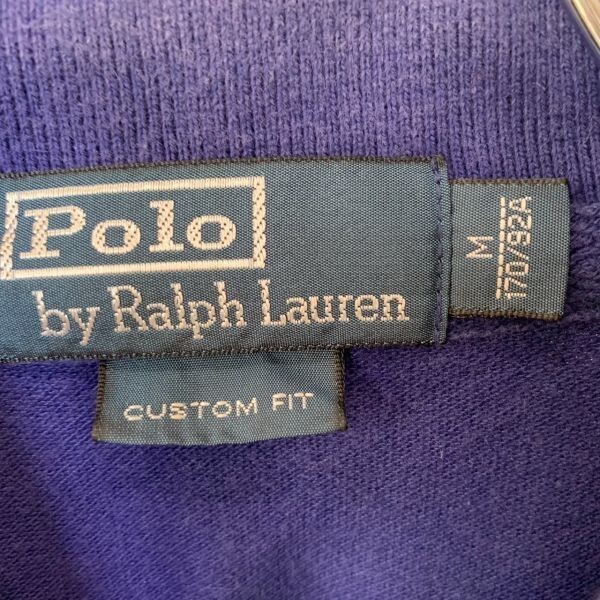 Polo
by Ralph Lauren
CUSTOM FIT
M
170/92A